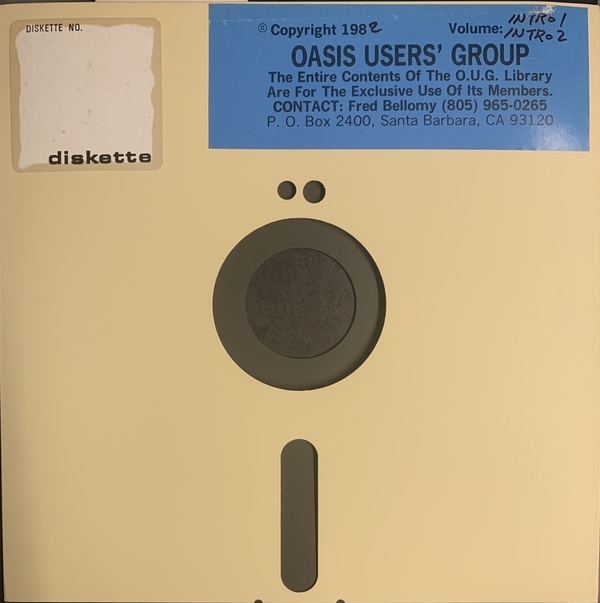 DISKETTE NO.
diskette
© Copyright 1982
Volume: INTRO1
INTRO2
OASIS USERS' GROUP
The Entire Contents Of The O.U.G. Library
Are For The Exclusive Use Of Its Members.
CONTACT: Fred Bellomy (805) 965-0265
P. O. Box 2400, Santa Barbara, CA 93120